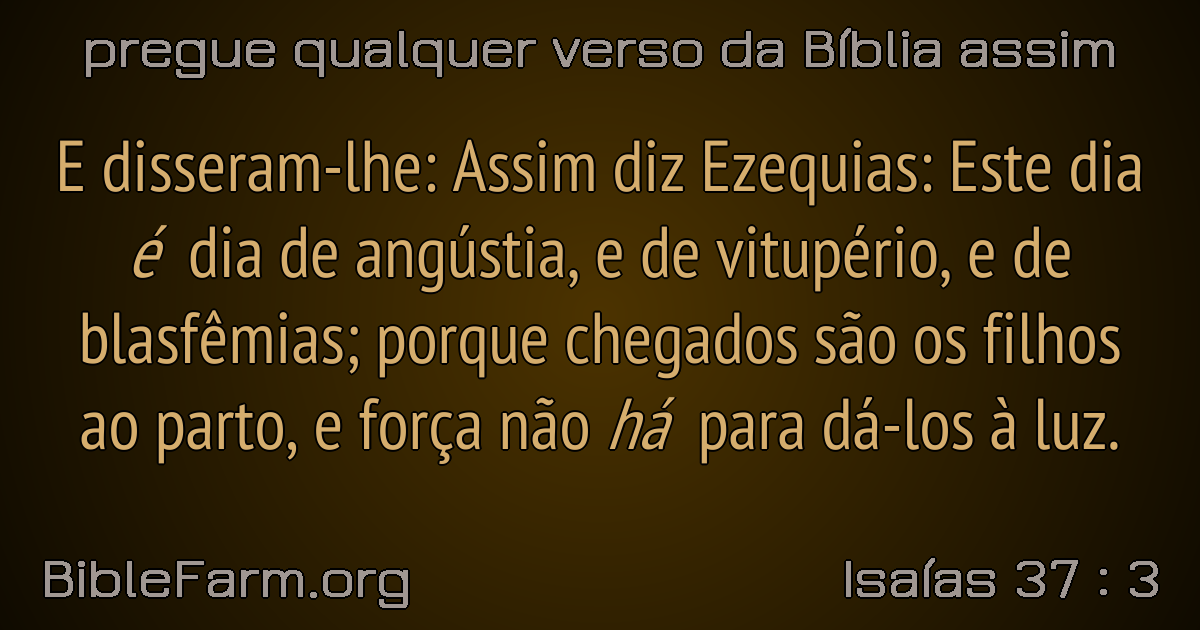 pregue qualquer verso da Bíblia assim
E disseram-lhe: Assim diz Ezequias: Este dia
é dia de angústia, e de vitupério, e de
blasfêmias; porque chegados são os filhos
ao parto, e força não há para dá-los à luz.
BibleFarm.org
Isaías 37 : 3